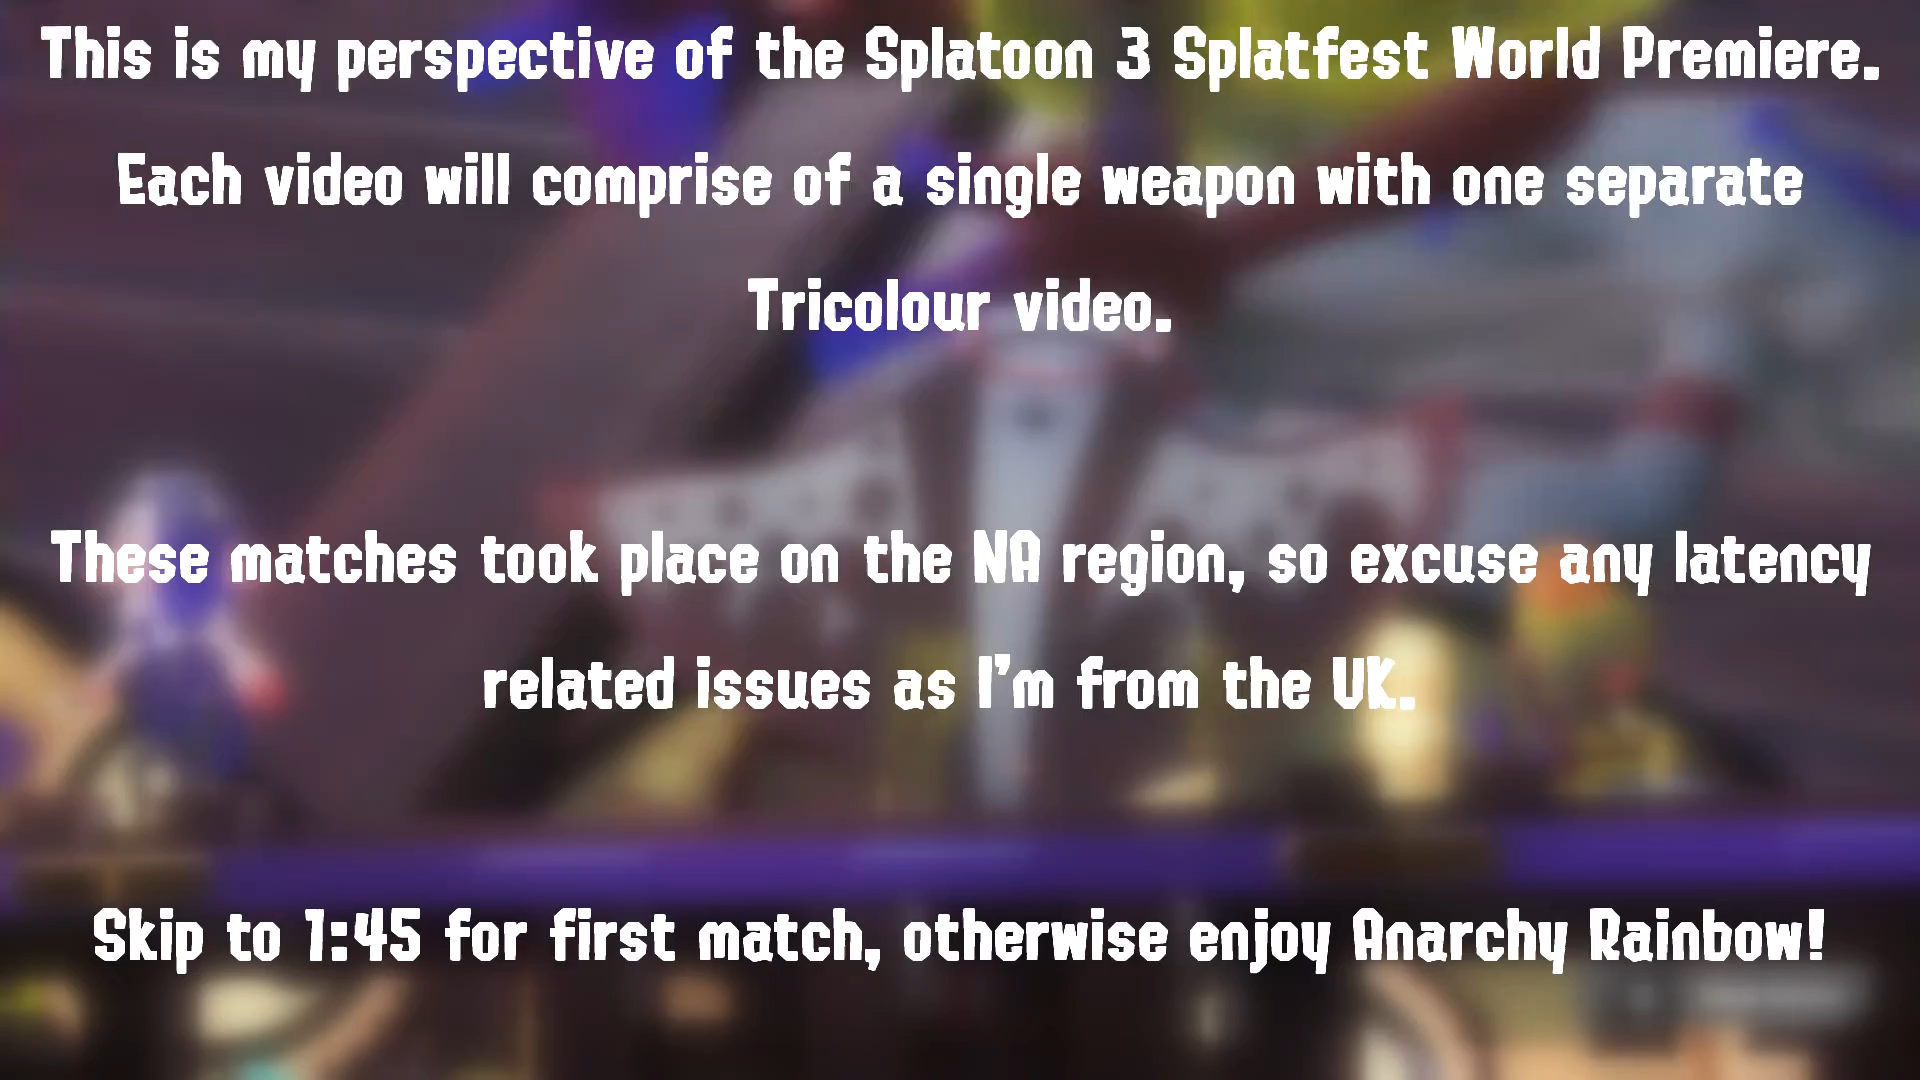 This is my perspective of the Splatoon 3 Splatfest World Premiere.
Each video will comprise of a single weapon with one separate
Tricolour video.
These matches took place on the NA region, so excuse any latency
related issues as I'm from the UK.
Skip to 1:45 for first match, otherwise enjoy Anarchy Rainbow!